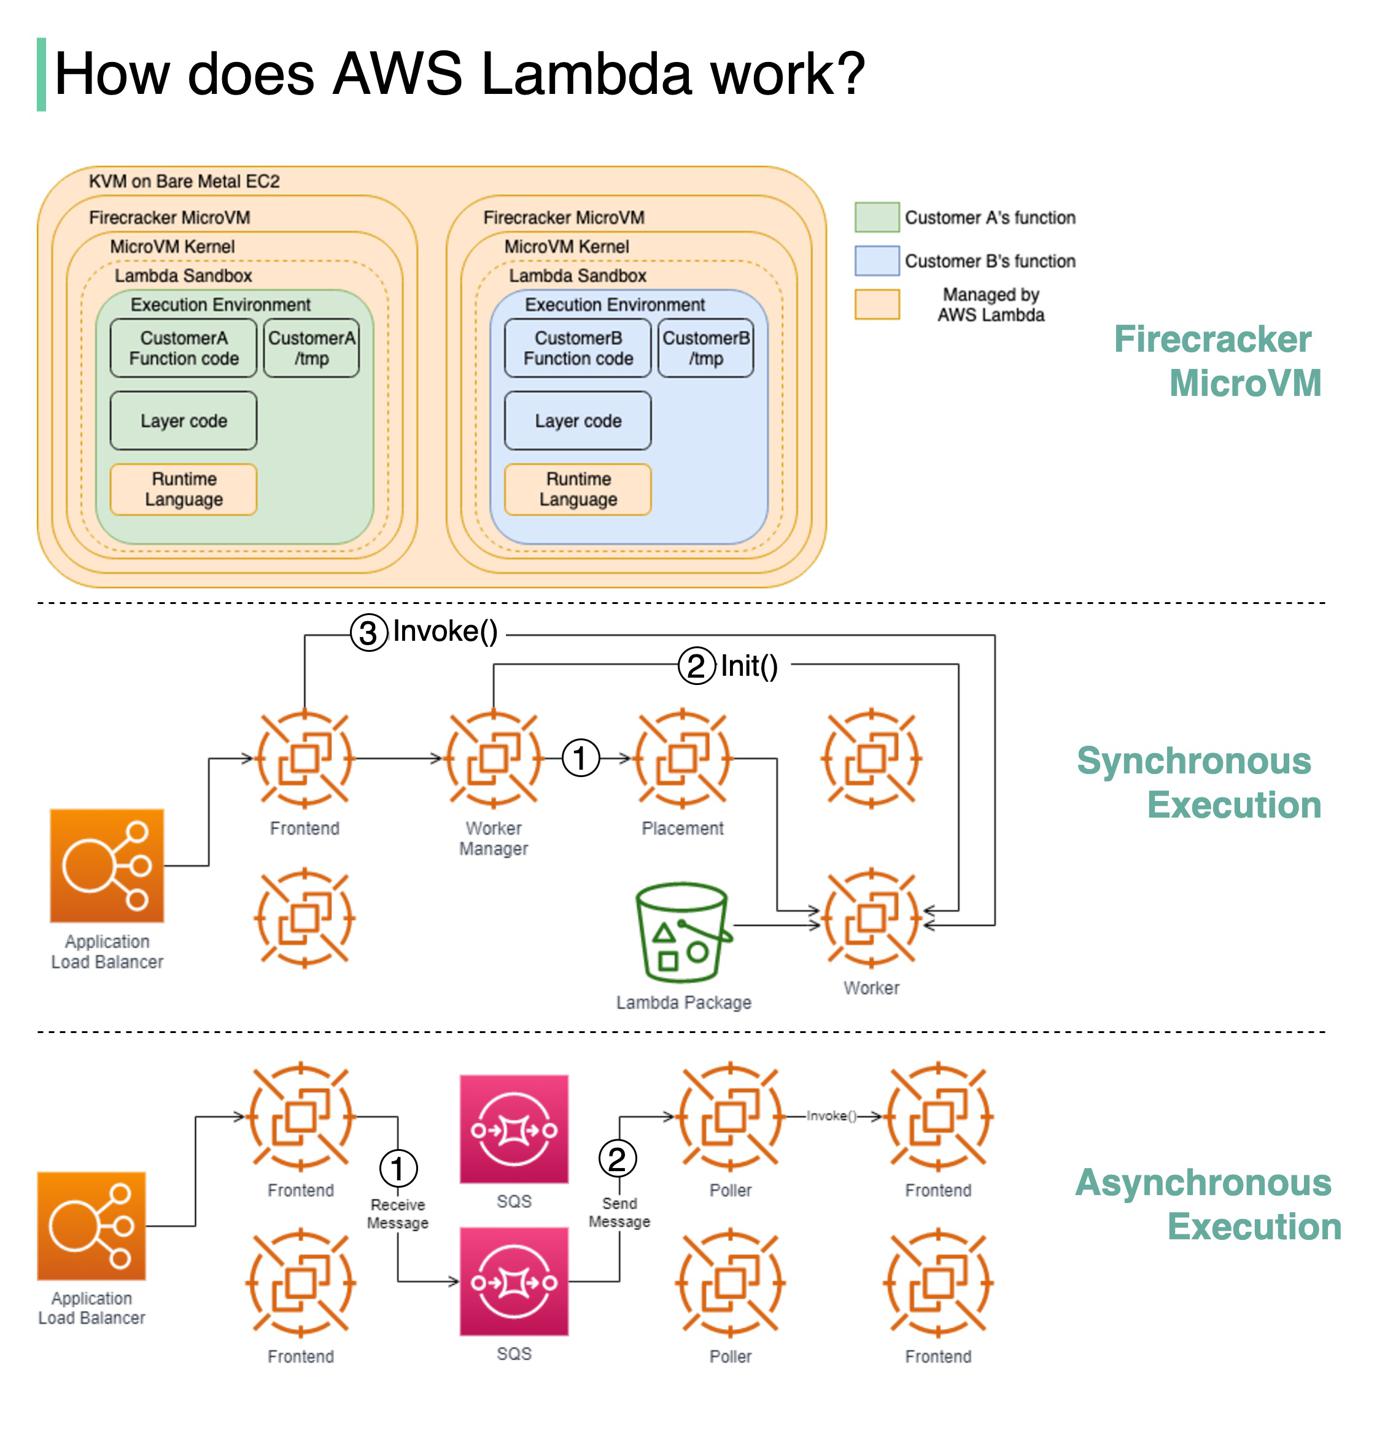 How does AWS Lambda work?
KVM on Bare Metal EC2
Firecracker MicroVM
MicroVM Kernel
Lambda Sandbox
Execution Environment
CustomerA
Function code
CustomerA
/tmp
Layer code
Runtime
Language
Firecracker MicroVM
MicroVM Kernel
Lambda Sandbox
Execution Environment
CustomerB
Function code
CustomerB
/tmp
Layer code
Runtime
Language
Customer A's function
Customer B's function
Managed by
AWS Lambda
Firecracker
MicroVM
3 Invoke()
2 Init()
1
Frontend
Worker
Manager
Placement
Application
Load Balancer
Lambda Package
Worker
Synchronous
Execution
Frontend
1
Receive
Message
SQS
2
Send
Message
Poller
Invoke()
Frontend
Application
Load Balancer
Frontend
SQS
Poller
Frontend
Asynchronous
Execution